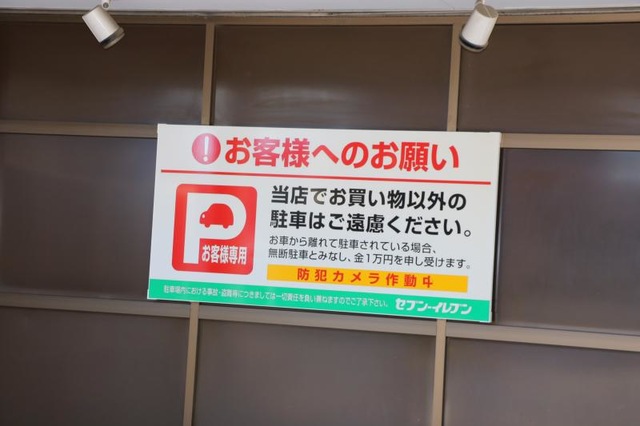 ！お客様へのお願い
P
お客様専用
当店でお買い物以外の
駐車はご遠慮ください。
お車から離れて駐車されている場合、
無断駐車とみなし、金1万円を申し受けます。
防犯カメラ作動中
駐車場内における事故・盗難等につきましては一切責任を負い兼ねますのでご了承下さい。
セブン-イレブン